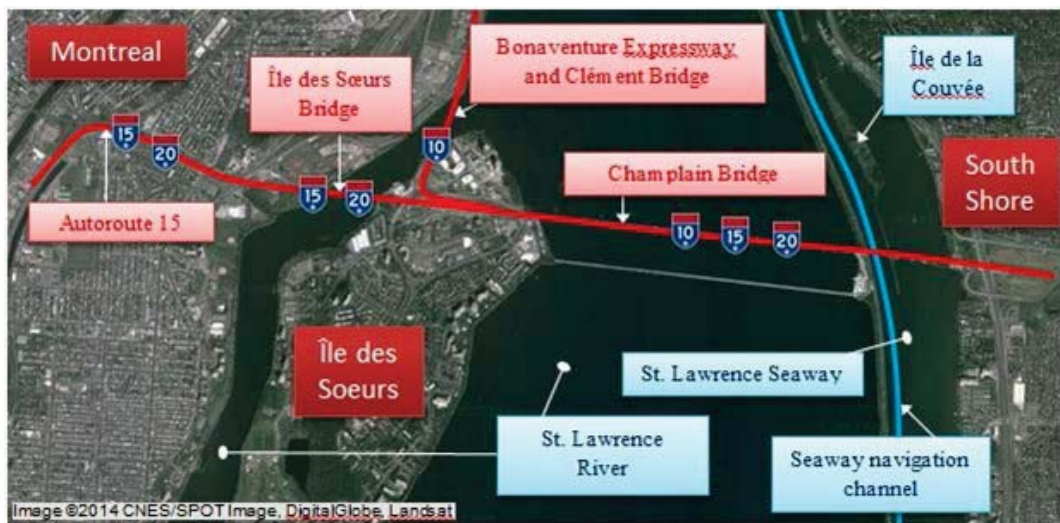 Montreal
Île des Sœurs
Bridge
Bonaventure Expressway
and Clément Bridge
Île de la
Couvée
15
20
10
15
20
South
Shore
Autoroute 15
Champlain Bridge
10
15
20
Île des
Soeurs
St. Lawrence Seaway
St. Lawrence
River
Seaway navigation
channel
Image ©2014 CNES/SPOT Image, DigitalGlobe, Landsat